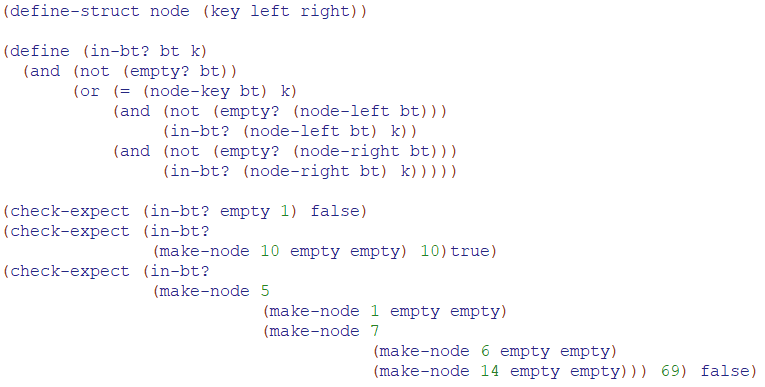 (define-struct node (key left right))

(define (in-bt? bt k)
  (and (not (empty? bt))
       (or (= (node-key bt) k)
           (and (not (empty? (node-left bt)))
                (in-bt? (node-left bt) k))
           (and (not (empty? (node-right bt)))
                (in-bt? (node-right bt) k)))))

(check-expect (in-bt? empty 1) false)
(check-expect (in-bt?
               (make-node 10 empty empty) 10)true)
(check-expect (in-bt?
               (make-node 5
                          (make-node 1 empty empty)
                          (make-node 7
                                     (make-node 6 empty empty)
                                     (make-node 14 empty empty))) 69) false)